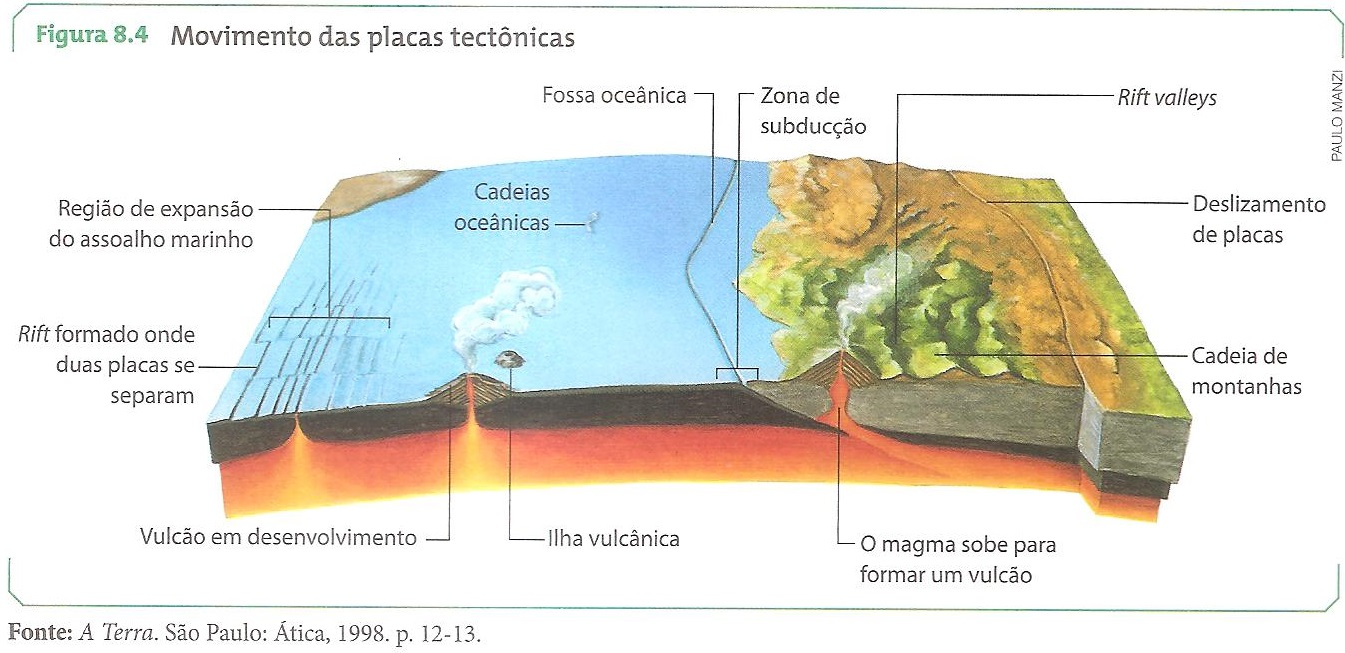 Figura 8.4 Movimento das placas tectônicas
PAULO MANZI
Fossa oceânica
Zona de
subducção
Rift valleys
Cadeias
oceânicas
Região de expansão
do assoalho marinho
Deslizamento
de placas
Rift formado onde
duas placas se
separam
Cadeia de
montanhas
Vulcão em desenvolvimento
Ilha vulcânica
O magma sobe para
formar um vulcão
Fonte: A Terra. São Paulo: Ática, 1998. p. 12-13.